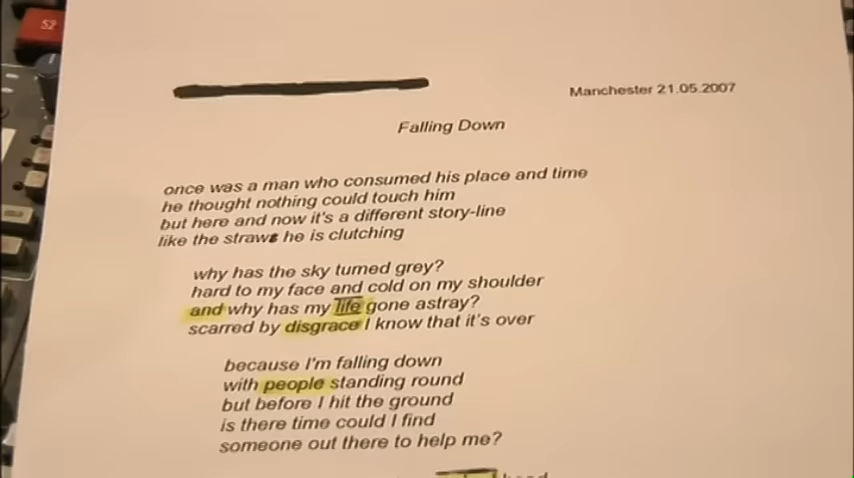 52
Manchester 21.05.2007
Falling Down
once was a man who consumed his place and time
he thought nothing could touch him
but here and now it's a different story-line
like the straws he is clutching
why has the sky turned grey?
hard to my face and cold on my shoulder
and why has my life gone astray?
scarred by disgrace I know that it's over
because I'm falling down
with people standing round
but before I hit the ground
is there time could I find
someone out there to help me?